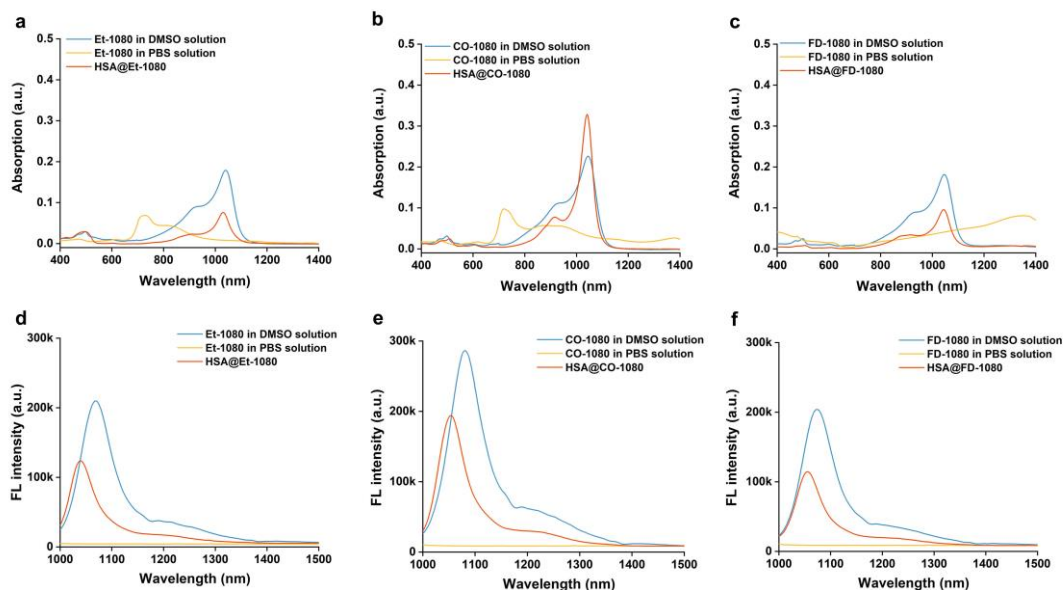 a
Et-1080 in DMSO solution
Et-1080 in PBS solution
HSA@Et-1080
0.5
0.4
0.3
0.2
0.1
0.0
Absorption (a.u.)
400 600 800 1000 1200 1400
Wavelength (nm)
b
CO-1080 in DMSO solution
CO-1080 in PBS solution
HSA@CO-1080
0.5
0.4
0.3
0.2
0.1
0.0
Absorption (a.u.)
400 600 800 1000 1200 1400
Wavelength (nm)
c
FD-1080 in DMSO solution
FD-1080 in PBS solution
HSA@FD-1080
0.5
0.4
0.3
0.2
0.1
0.0
Absorption (a.u.)
400 600 800 1000 1200 1400
Wavelength (nm)
d
Et-1080 in DMSO solution
Et-1080 in PBS solution
HSA@Et-1080
300k
200k
100k
0
FL intensity (a.u.)
1000 1100 1200 1300 1400 1500
Wavelength (nm)
e
CO-1080 in DMSO solution
CO-1080 in PBS solution
HSA@CO-1080
300k
200k
100k
0
FL intensity (a.u.)
1000 1100 1200 1300 1400 1500
Wavelength (nm)
f
FD-1080 in DMSO solution
FD-1080 in PBS solution
HSA@FD-1080
300k
200k
100k
0
FL intensity (a.u.)
1000 1100 1200 1300 1400 1500
Wavelength (nm)